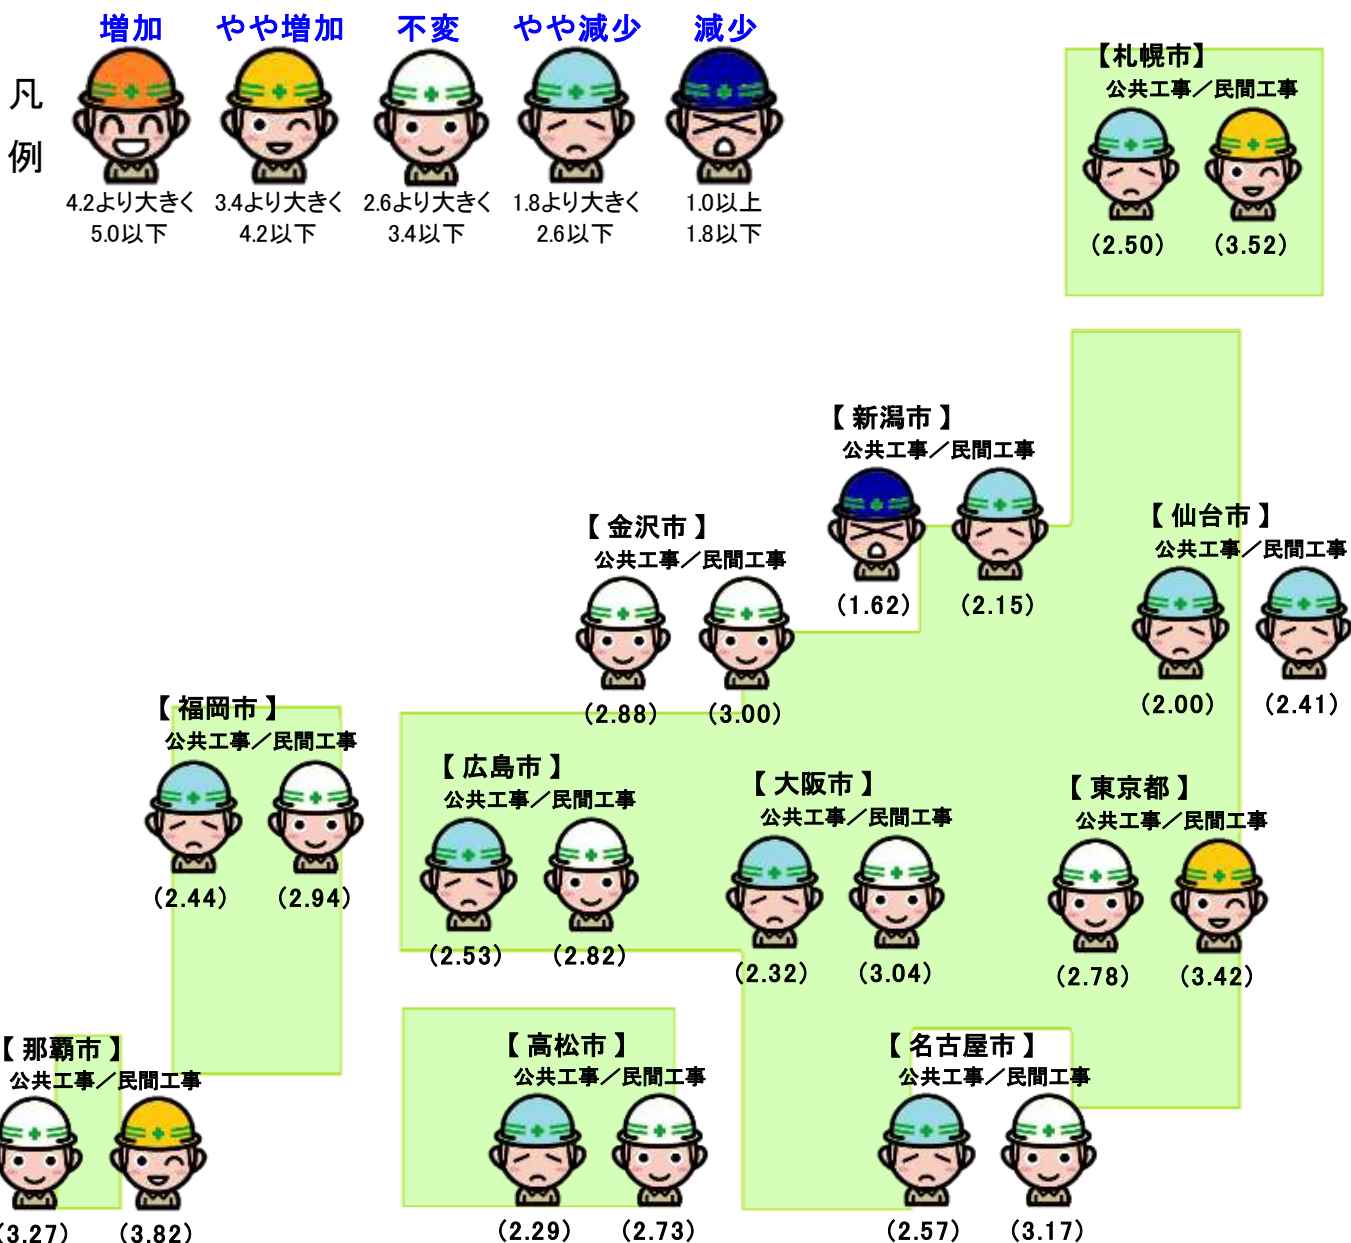 増加 やや増加 不変 やや減少 減少
凡
例
4.2より大きく 3.4より大きく 2.6より大きく 1.8より大きく 1.0以上
5.0以下 4.2以下 3.4以下 2.6以下 1.8以下
【札幌市】
公共工事／民間工事
（2.50） （3.52）
【 新潟市 】
公共工事／民間工事
（1.62） （2.15）
【 金沢市 】
公共工事／民間工事
（2.88） （3.00）
【 仙台市 】
公共工事／民間工事
（2.00） （2.41）
【 福岡市 】
公共工事／民間工事
（2.44） （2.94）
【 広島市 】
公共工事／民間工事
（2.53） （2.82）
【 大阪市 】
公共工事／民間工事
（2.32） （3.04）
【 東京都 】
公共工事／民間工事
（2.78） （3.42）
【 那覇市 】
公共工事／民間工事
（3.27） （3.82）
【 高松市 】
公共工事／民間工事
（2.29） （2.73）
【 名古屋市 】
公共工事／民間工事
（2.57） （3.17）